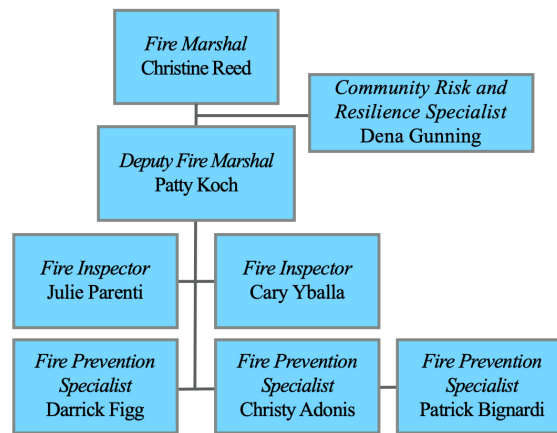 Fire Marshal
Christine Reed
Community Risk and
Resilience Specialist
Dena Gunning
Deputy Fire Marshal
Patty Koch
Fire Inspector
Julie Parenti
Fire Inspector
Cary Yballa
Fire Prevention
Specialist
Darrick Figg
Fire Prevention
Specialist
Christy Adonis
Fire Prevention
Specialist
Patrick Bignardi